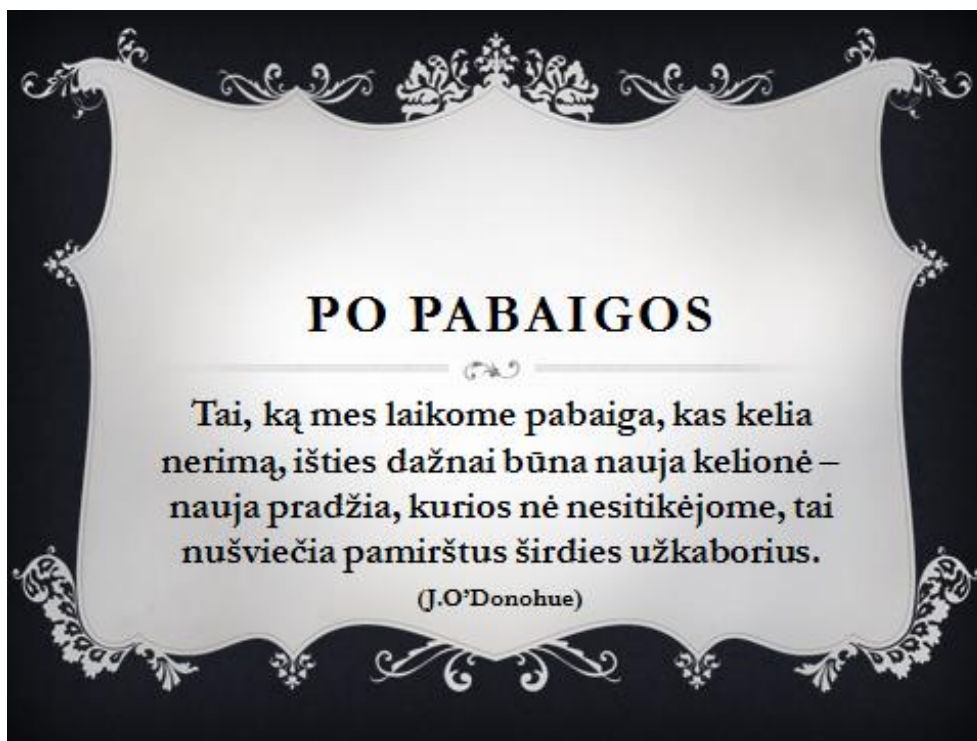 PO PABAIGOS
Tai, ką mes laikome pabaiga, kas kelia
nerimą, išties dažnai būna nauja kelionė –
nauja pradžia, kurios nė nesitikėjome, tai
nušviečia pamirštus širdies užkaborius.
(J.O’Donohue)